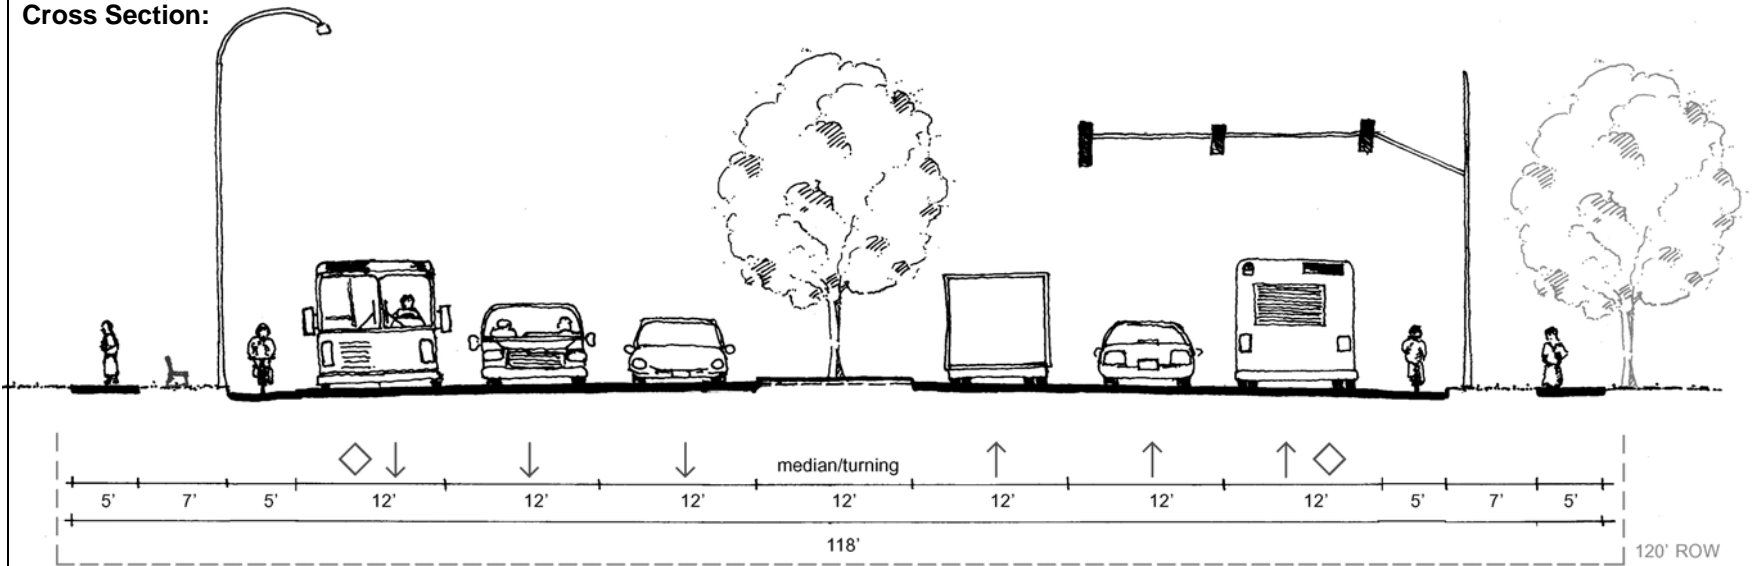 Cross Section:
median/turning
5' 7' 5' 12' 12' 12' 12' 12' 12' 12' 5' 7' 5'
118'
120' ROW